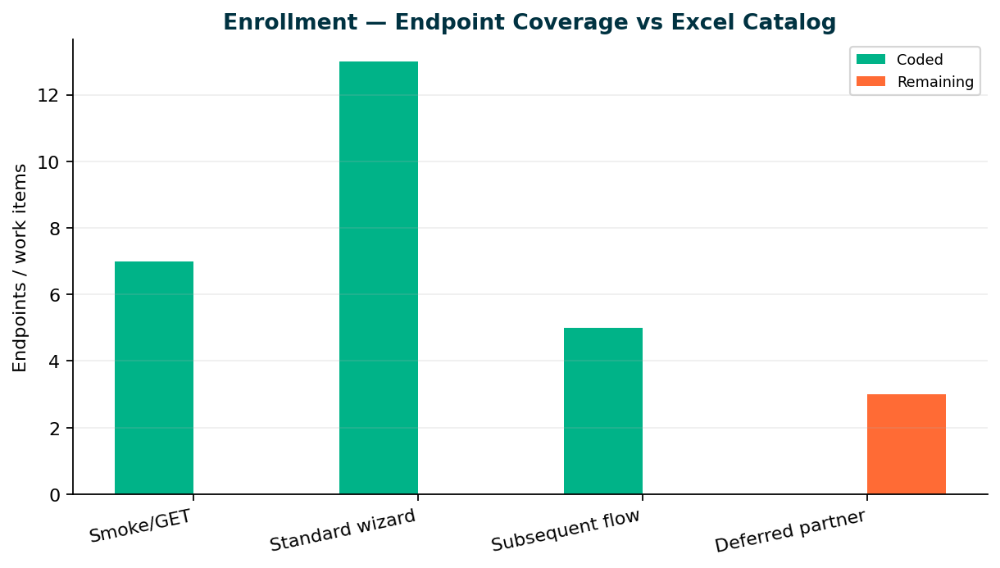 Enrollment — Endpoint Coverage vs Excel Catalog
Coded
Remaining
Endpoints / work items
12
10
8
6
4
2
0
Smoke/GET
Standard wizard
Subsequent flow
Deferred partner